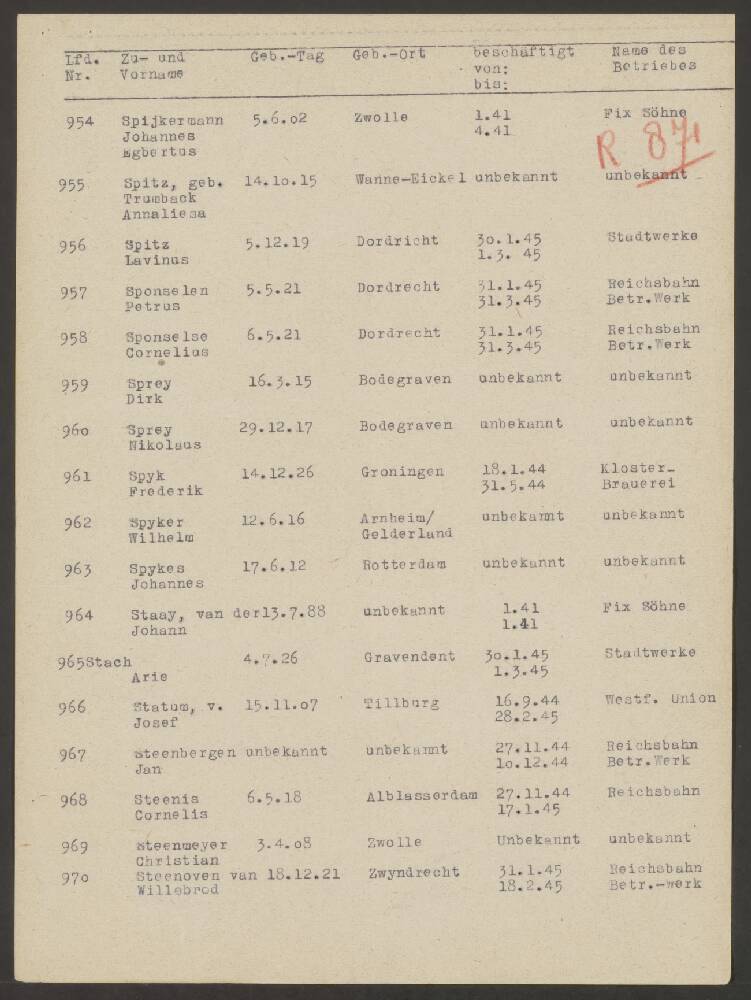 Lfd. Zu- und Geb.-Tag Geb.-Ort beschäftigt Name des
Nr. Vorname von: Betriebes
bis:
954 Spijkermann 5.6.02 Zwolle 1.41 Fix Söhne
Johannes 4.41
Egbertus
R 871
955 Spitz, geb. 14.10.15 Wanne-Eickel unbekannt unbekannt
Trumback
Annaliesa
956 Spitz 5.12.19 Dordricht 30.1.45 Stadtwerke
Lavinus 1.3. 45
957 Sponselen 5.5.21 Dordrecht 31.1.45 Reichsbahn
Petrus 31.3.45 Betr.Werk
958 Sponselse 6.5.21 Dordrecht 31.1.45 Reichsbahn
Cornelius 31.3.45 Betr.Werk
959 Sprey 16.3.15 Bodegraven unbekannt unbekannt
Dirk
960 Sprey 29.12.17 Bodegraven unbekannt unbekannt
Nikolaus
961 Spyk 14.12.26 Groningen 18.1.44 Kloster-
Frederik 31.5.44 Brauerei
962 Spyker 12.6.16 Arnheim/ unbekannt unbekannt
Wilhelm Gelderland
963 Spykes 17.6.12 Rotterdam unbekannt unbekannt
Johannes
964 Staay, van der13.7.88 unbekannt 1.41 Fix Söhne
Johann 1.41
965Stach 4.7.26 Gravendent 30.1.45 Stadtwerke
Arie 1.3.45
966 Statum, v. 15.11.07 Tillburg 16.9.44 Westf. Union
Josef 28.2.45
967 Steenbergen unbekannt unbekannt 27.11.44 Reichsbahn
Jan 10.12.44 Betr.Werk
968 Steenis 6.5.18 Alblasserdam 27.11.44 Reichsbahn
Cornelis 17.1.45
969 Steenmeyer 3.4.08 Zwolle Unbekannt unbekannt
Christian
970 Steenoven van 18.12.21 Zwyndrecht 31.1.45 Reichsbahn
Willebrod 18.2.45 Betr.-werk